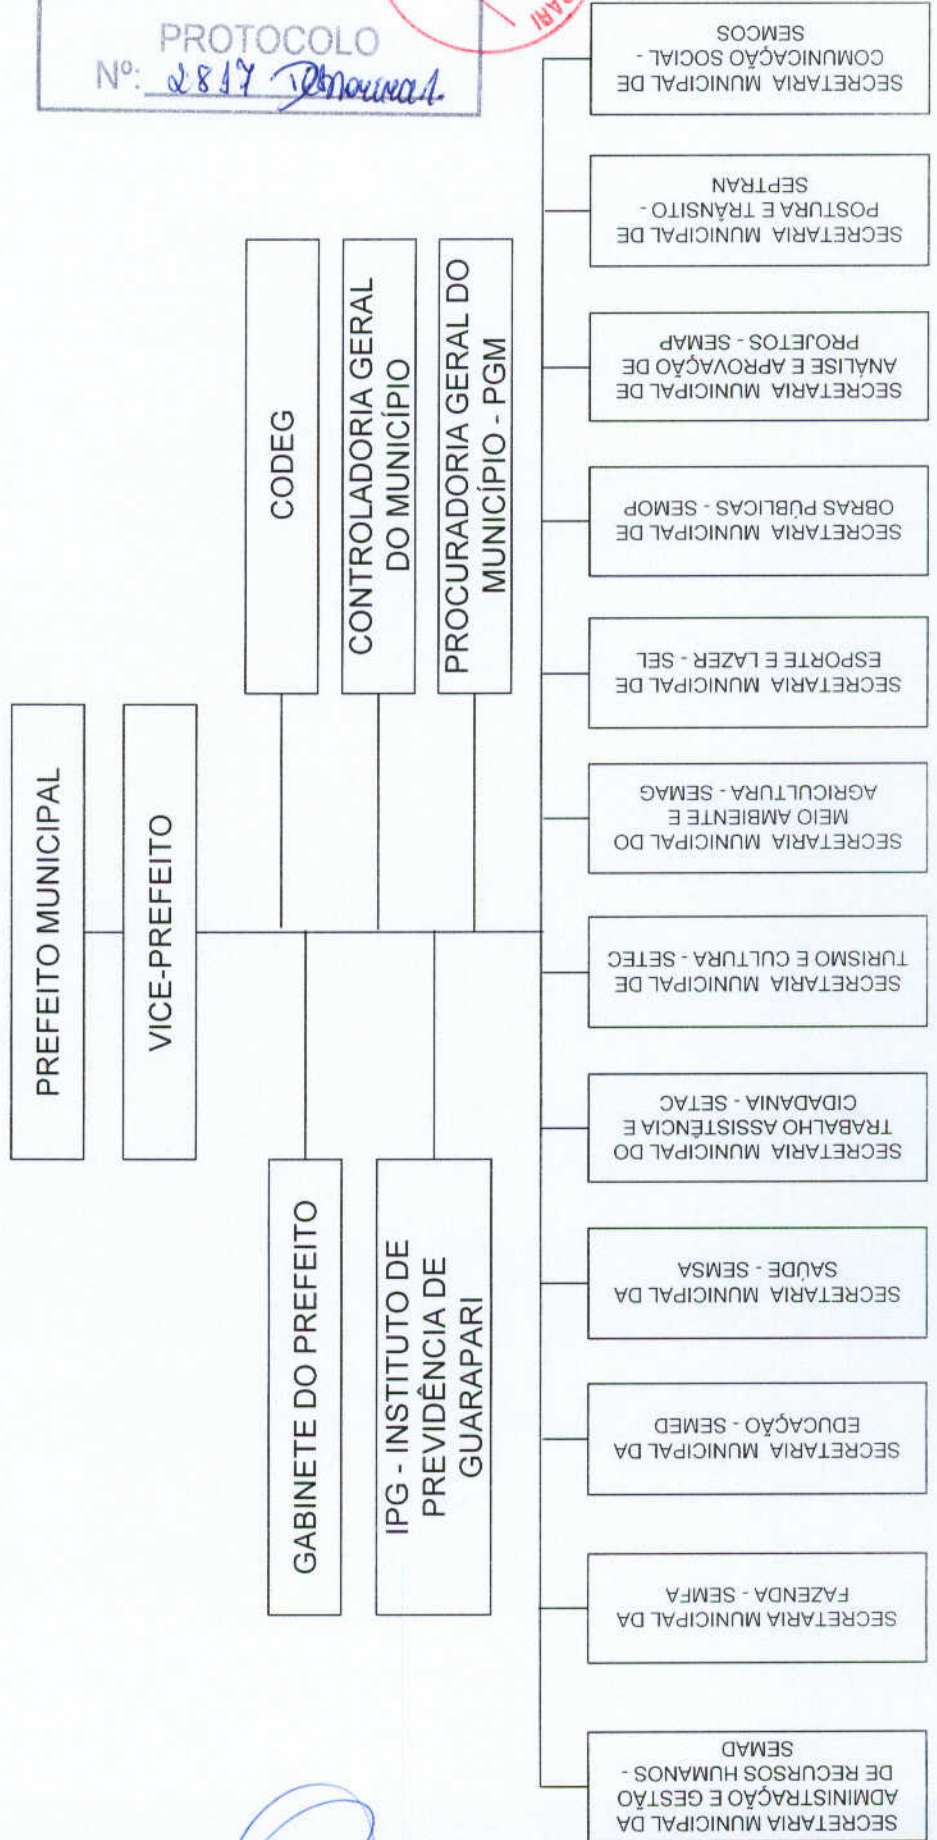 PROTOCOLO
Nº: 2817
PARI
PREFEITO MUNICIPAL
VICE-PREFEITO
GABINETE DO PREFEITO
IPG - INSTITUTO DE
PREVIDÊNCIA DE
GUARAPARI
CODEG
CONTROLADORIA GERAL
DO MUNICÍPIO
PROCURADORIA GERAL DO
MUNICÍPIO - PGM
SECRETARIA MUNICIPAL DA
ADMINISTRAÇÃO E GESTÃO
DE RECURSOS HUMANOS -
SEMAD
SECRETARIA MUNICIPAL DA
FAZENDA - SEMFA
SECRETARIA MUNICIPAL DA
EDUCAÇÃO - SEMED
SECRETARIA MUNICIPAL DA
SAÚDE - SEMSA
SECRETARIA MUNICIPAL DO
TRABALHO ASSISTÊNCIA E
CIDADANIA - SETAC
SECRETARIA MUNICIPAL DE
TURISMO E CULTURA - SETEC
SECRETARIA MUNICIPAL DO
MEIO AMBIENTE E
AGRICULTURA - SEMAG
SECRETARIA MUNICIPAL DE
ESPORTE E LAZER - SEL
SECRETARIA MUNICIPAL DE
OBRAS PÚBLICAS - SEMOP
SECRETARIA MUNICIPAL DE
ANÁLISE E APROVAÇÃO DE
PROJETOS - SEMAP
SECRETARIA MUNICIPAL DE
POSTURA E TRÂNSITO -
SEPTRAN
SECRETARIA MUNICIPAL DE
COMUNICAÇÃO SOCIAL -
SEMCOS